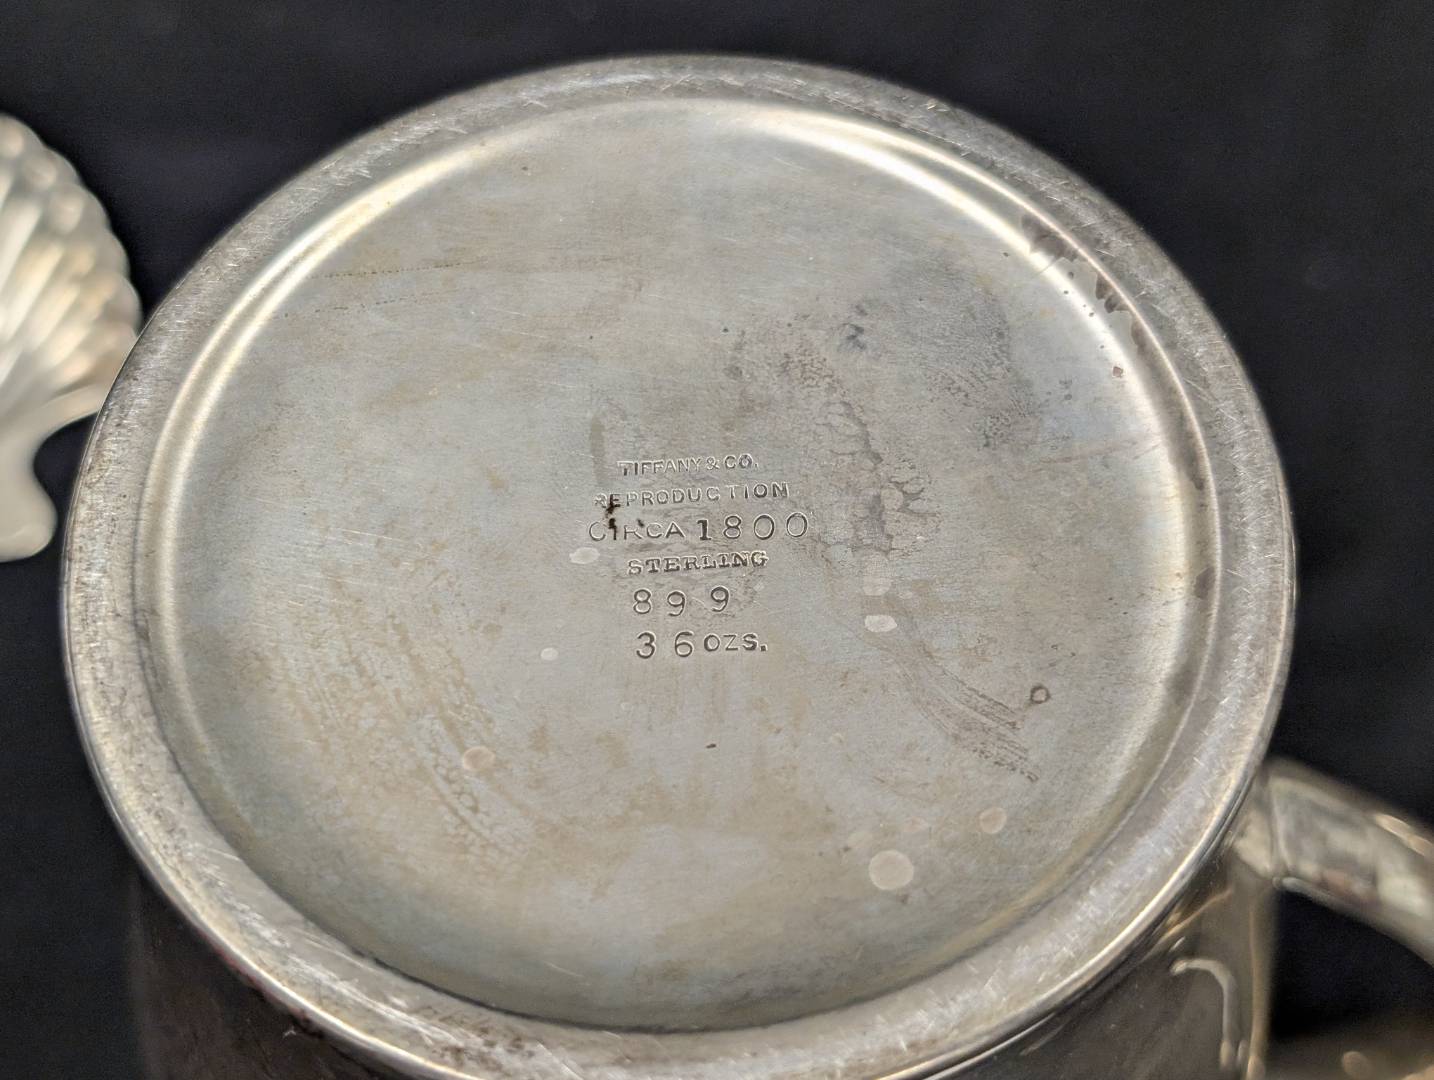 TIFFANY & CO.
REPRODUCTION
CIRCA 1800
STERLING
899
36 OZS.